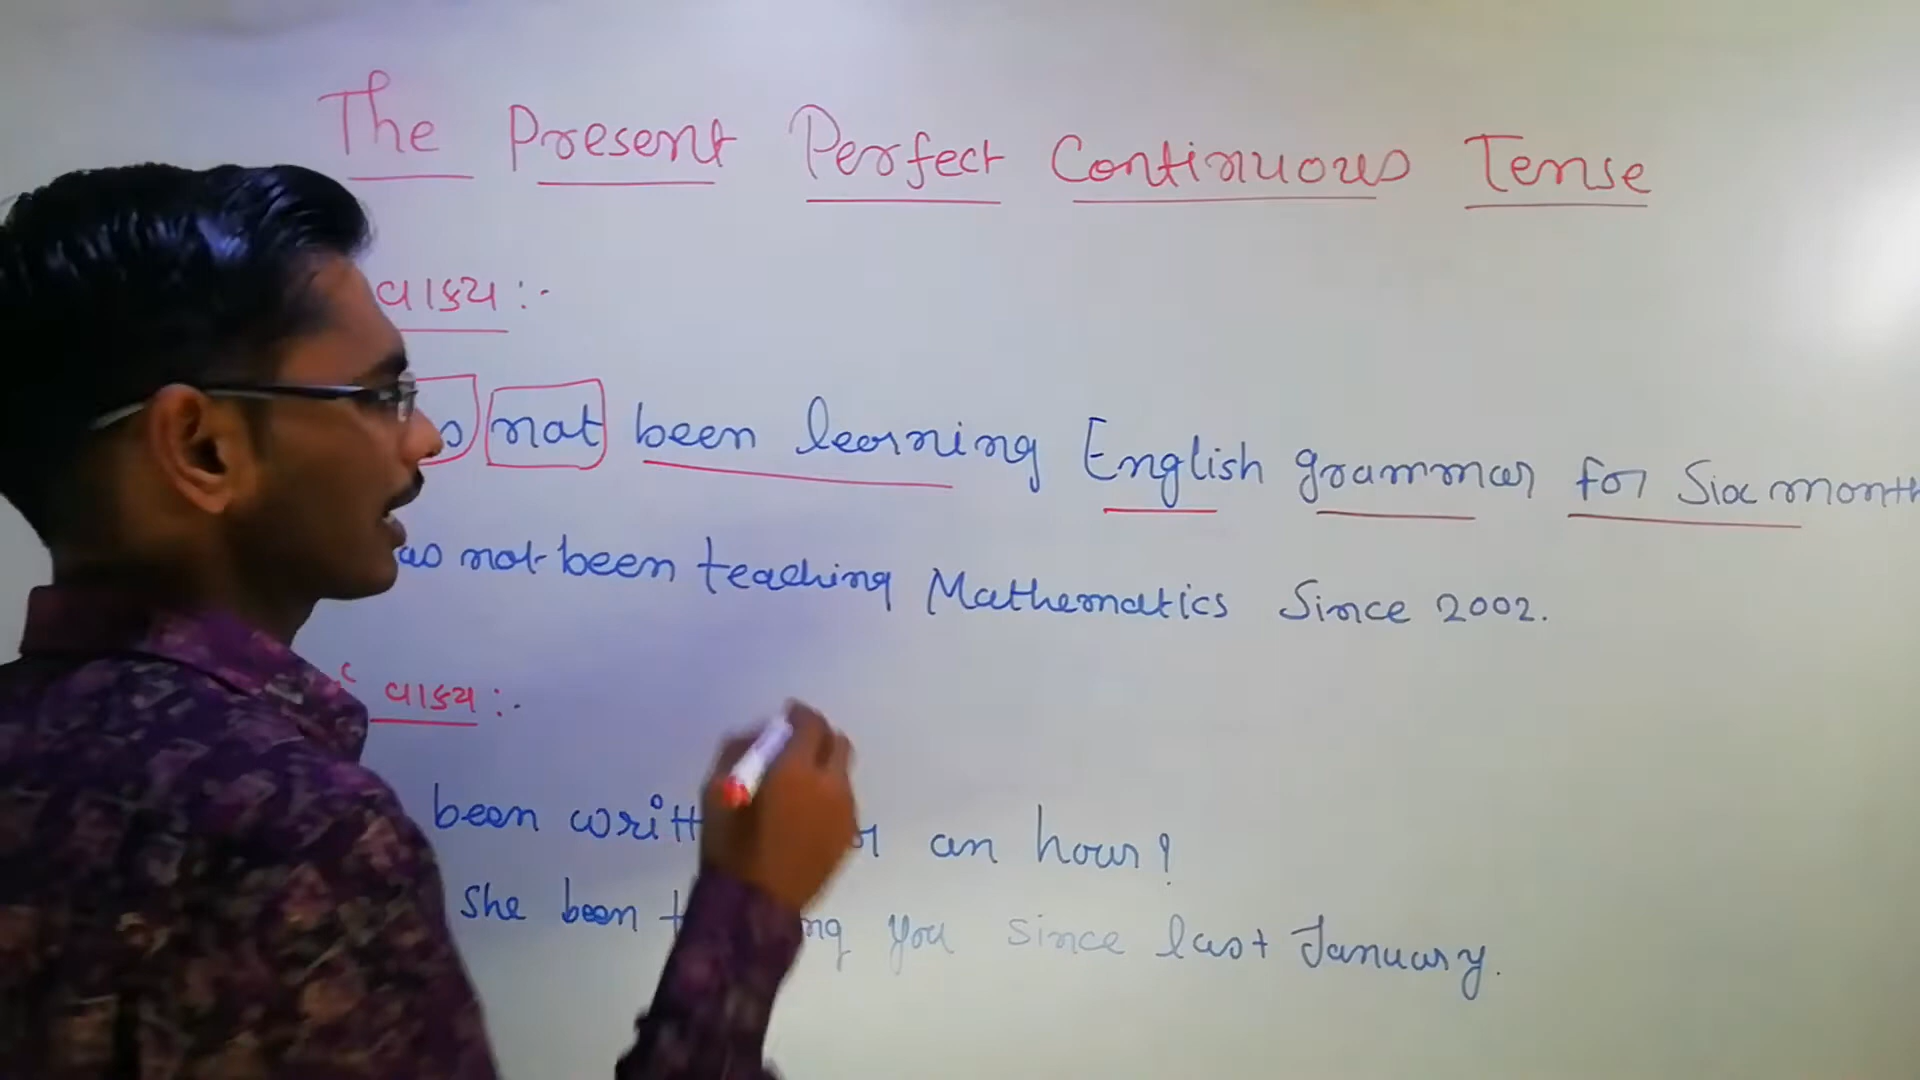 The Present Perfect Continuous Tense
વાક્ય :-
not been learning English grammar for Six month
not been teaching Mathematics Since 2002.
વાક્ય :-
been an hour?
she been you since last January.